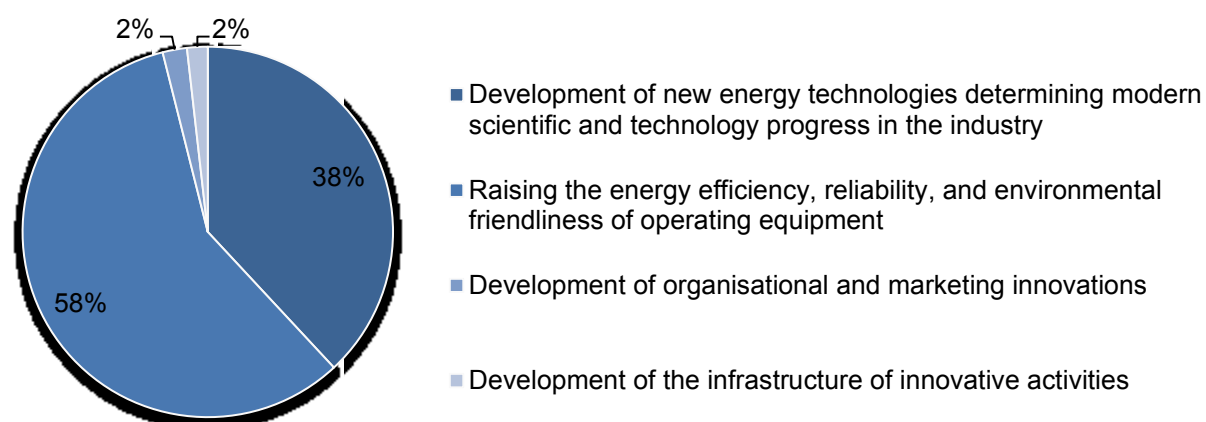 2%
2%
38%
58%
Development of new energy technologies determining modern
scientific and technology progress in the industry
Raising the energy efficiency, reliability, and environmental
friendliness of operating equipment
Development of organisational and marketing innovations
Development of the infrastructure of innovative activities